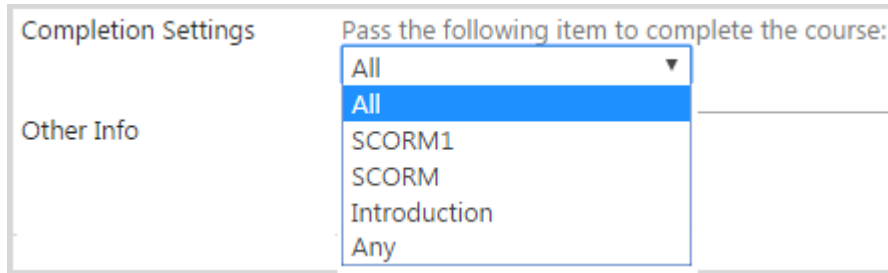 Completion Settings
Pass the following item to complete the course:
All
All
SCORM1
Other Info
SCORM
Introduction
Any